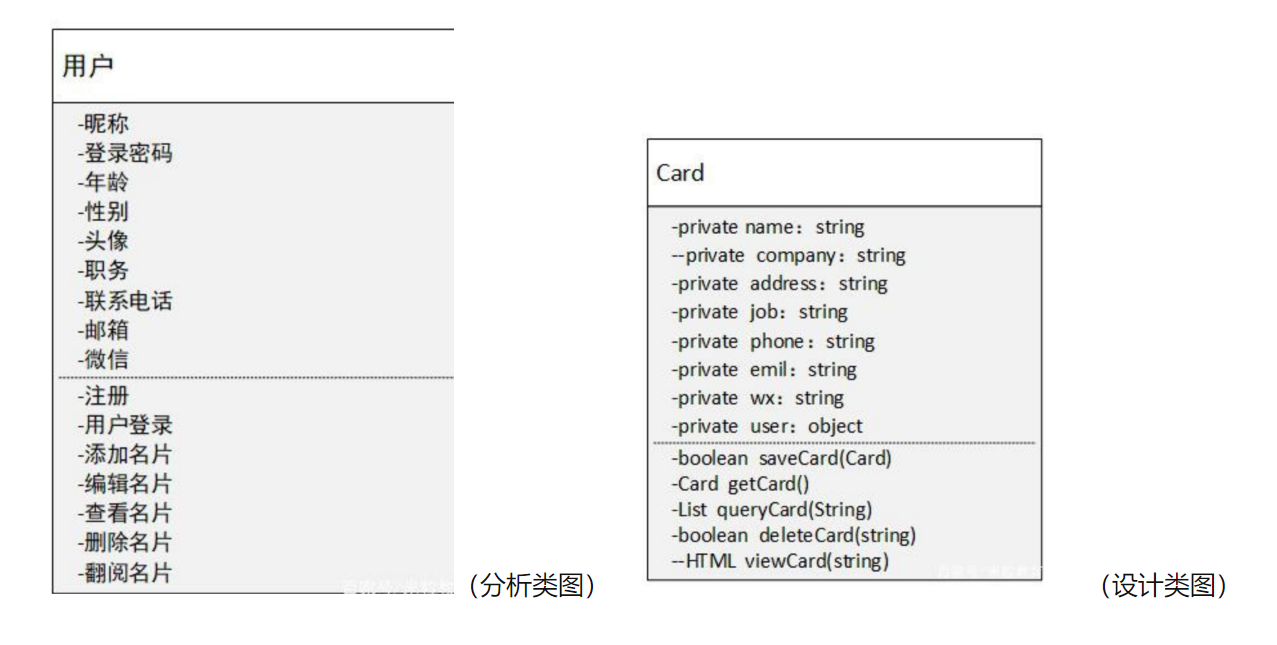 用户
-昵称
-登录密码
-年龄
-性别
-头像
-职务
-联系电话
-邮箱
-微信
-注册
-用户登录
-添加名片
-编辑名片
-查看名片
-删除名片
-翻阅名片
（分析类图）
Card
-private name：string
--private company：string
-private address：string
-private job：string
-private phone：string
-private emil：string
-private wx：string
-private user：object
-boolean saveCard(Card)
-Card getCard()
-List queryCard(String)
-boolean deleteCard(string)
--HTML viewCard(string)
（设计类图）